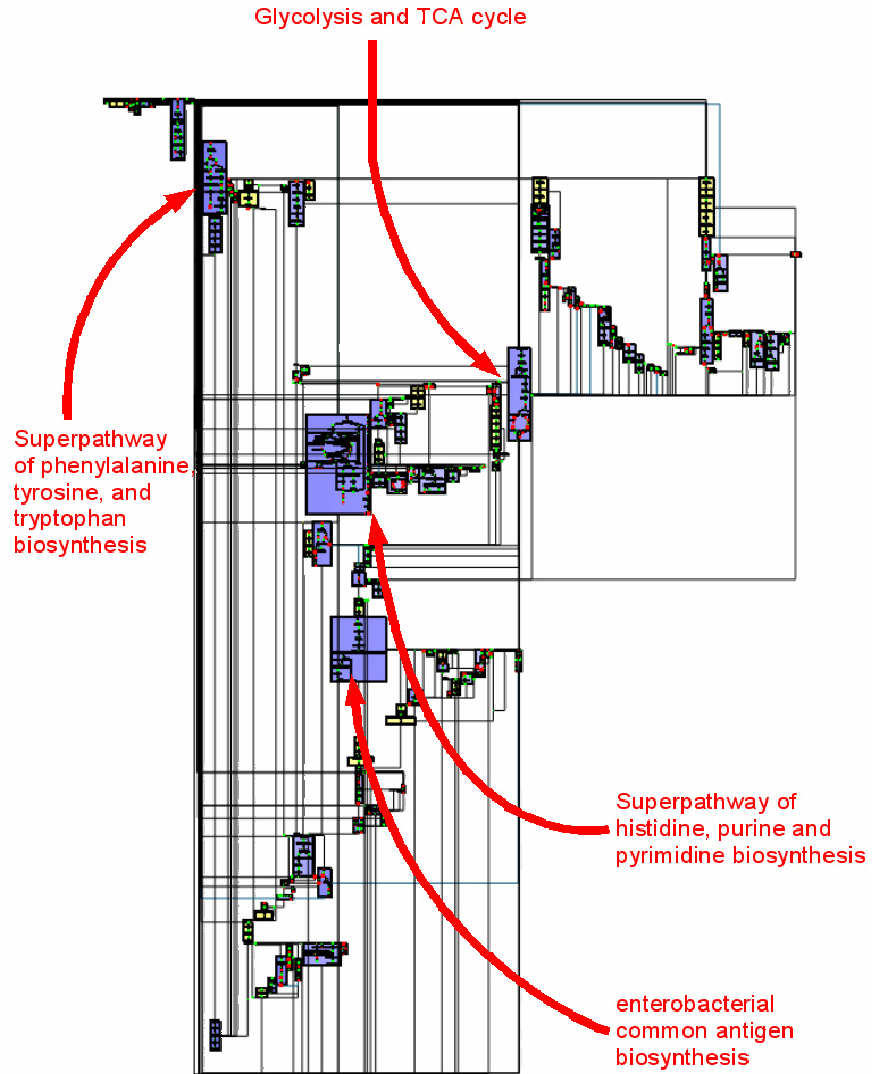 Glycolysis and TCA cycle
Superpathway
of phenylalanine,
tyrosine, and
tryptophan
biosynthesis
Superpathway of
histidine, purine and
pyrimidine biosynthesis
enterobacterial
common antigen
biosynthesis